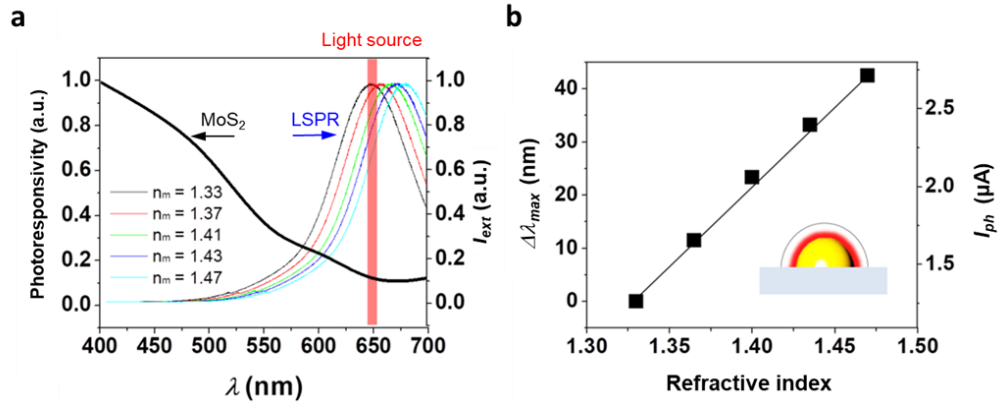 a
Light source
1.0
0.8
0.6
0.4
0.2
0.0
Photoresponsivity (a.u.)
MoS₂
LSPR
nₘ = 1.33
nₘ = 1.37
nₘ = 1.41
nₘ = 1.43
nₘ = 1.47
1.0
0.8
0.6
0.4
0.2
0.0
I_ext (a.u.)
400 450 500 550 600 650 700
λ (nm)
b
40
30
20
10
0
Δλ_max (nm)
2.5
2.0
1.5
I_ph (μA)
1.30 1.35 1.40 1.45 1.50
Refractive index